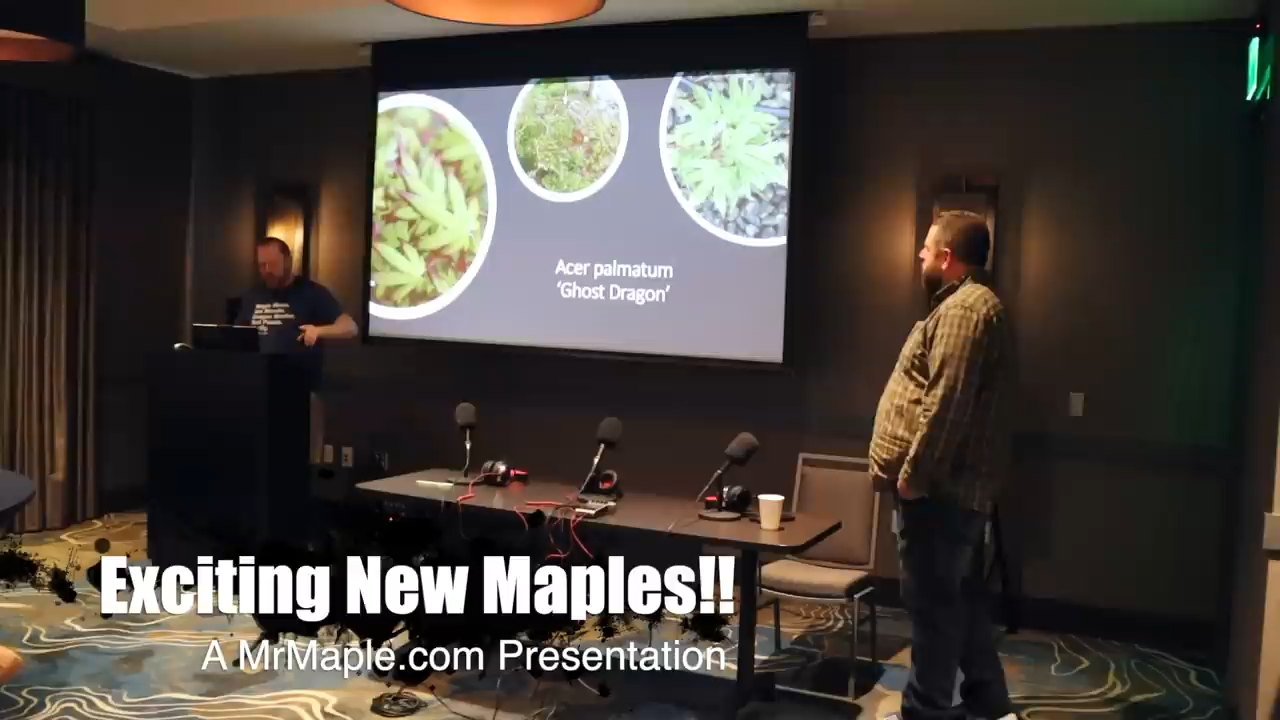 Acer palmatum
‘Ghost Dragon’
Exciting New Maples!!
A MrMaple.com Presentation